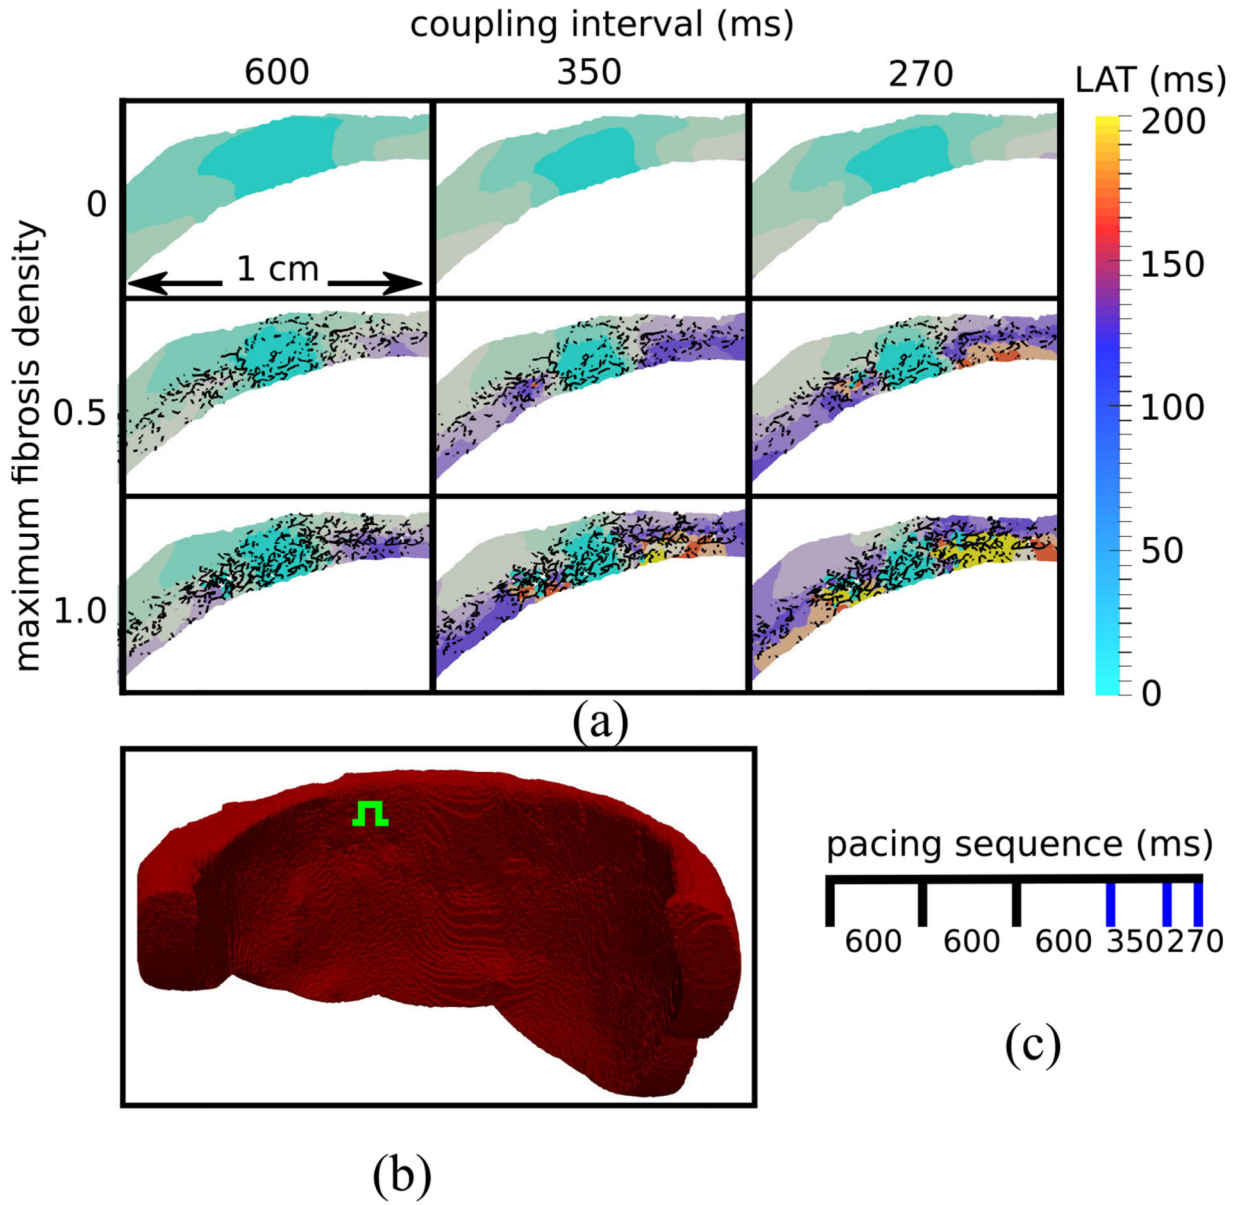 coupling interval (ms)
600 350 270
LAT (ms)
200
150
100
50
0
maximum fibrosis density
0
0.5
1.0
1 cm
(a)
(b)
pacing sequence (ms)
600 600 600 350 270
(c)